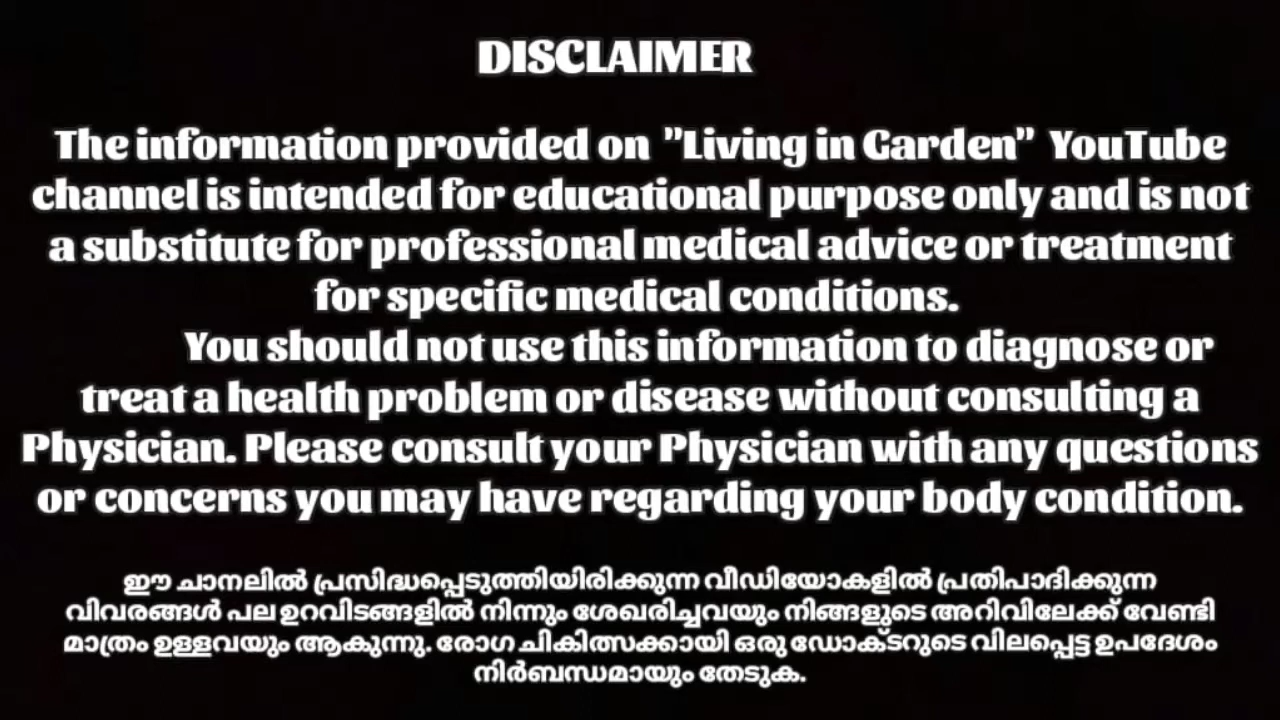 DISCLAIMER
The information provided on "Living in Garden" YouTube
channel is intended for educational purpose only and is not
a substitute for professional medical advice or treatment
for specific medical conditions.
You should not use this information to diagnose or
treat a health problem or disease without consulting a
Physician. Please consult your Physician with any questions
or concerns you may have regarding your body condition.
ഈ ചാനലിൽ പ്രസിദ്ധപ്പെടുത്തിയിരിക്കുന്ന വീഡിയോകളിൽ പ്രതിപാദിക്കുന്ന
വിവരങ്ങൾ പല ഉറവിടങ്ങളിൽ നിന്നും ശേഖരിച്ചവയും നിങ്ങളുടെ അറിവിലേക്ക് വേണ്ടി
മാത്രം ഉള്ളവയും ആകുന്നു. രോഗ ചികിത്സക്കായി ഒരു ഡോക്ടറുടെ വിലപ്പെട്ട ഉപദേശം
നിർബന്ധമായും തേടുക.